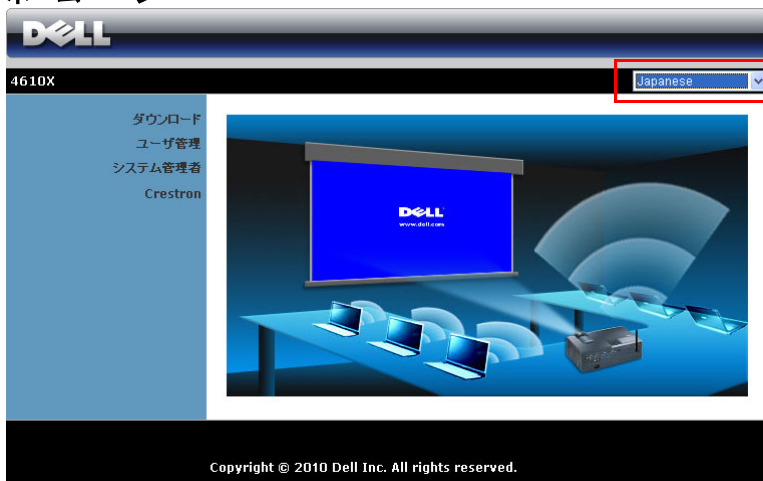 DELL
4610X
Japanese
ダウンロード
ユーザ管理
システム管理者
Crestron
DELL
www.dell.com
Copyright © 2010 Dell Inc. All rights reserved.